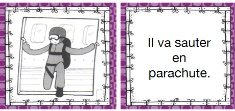 Il va sauter
en
parachute.